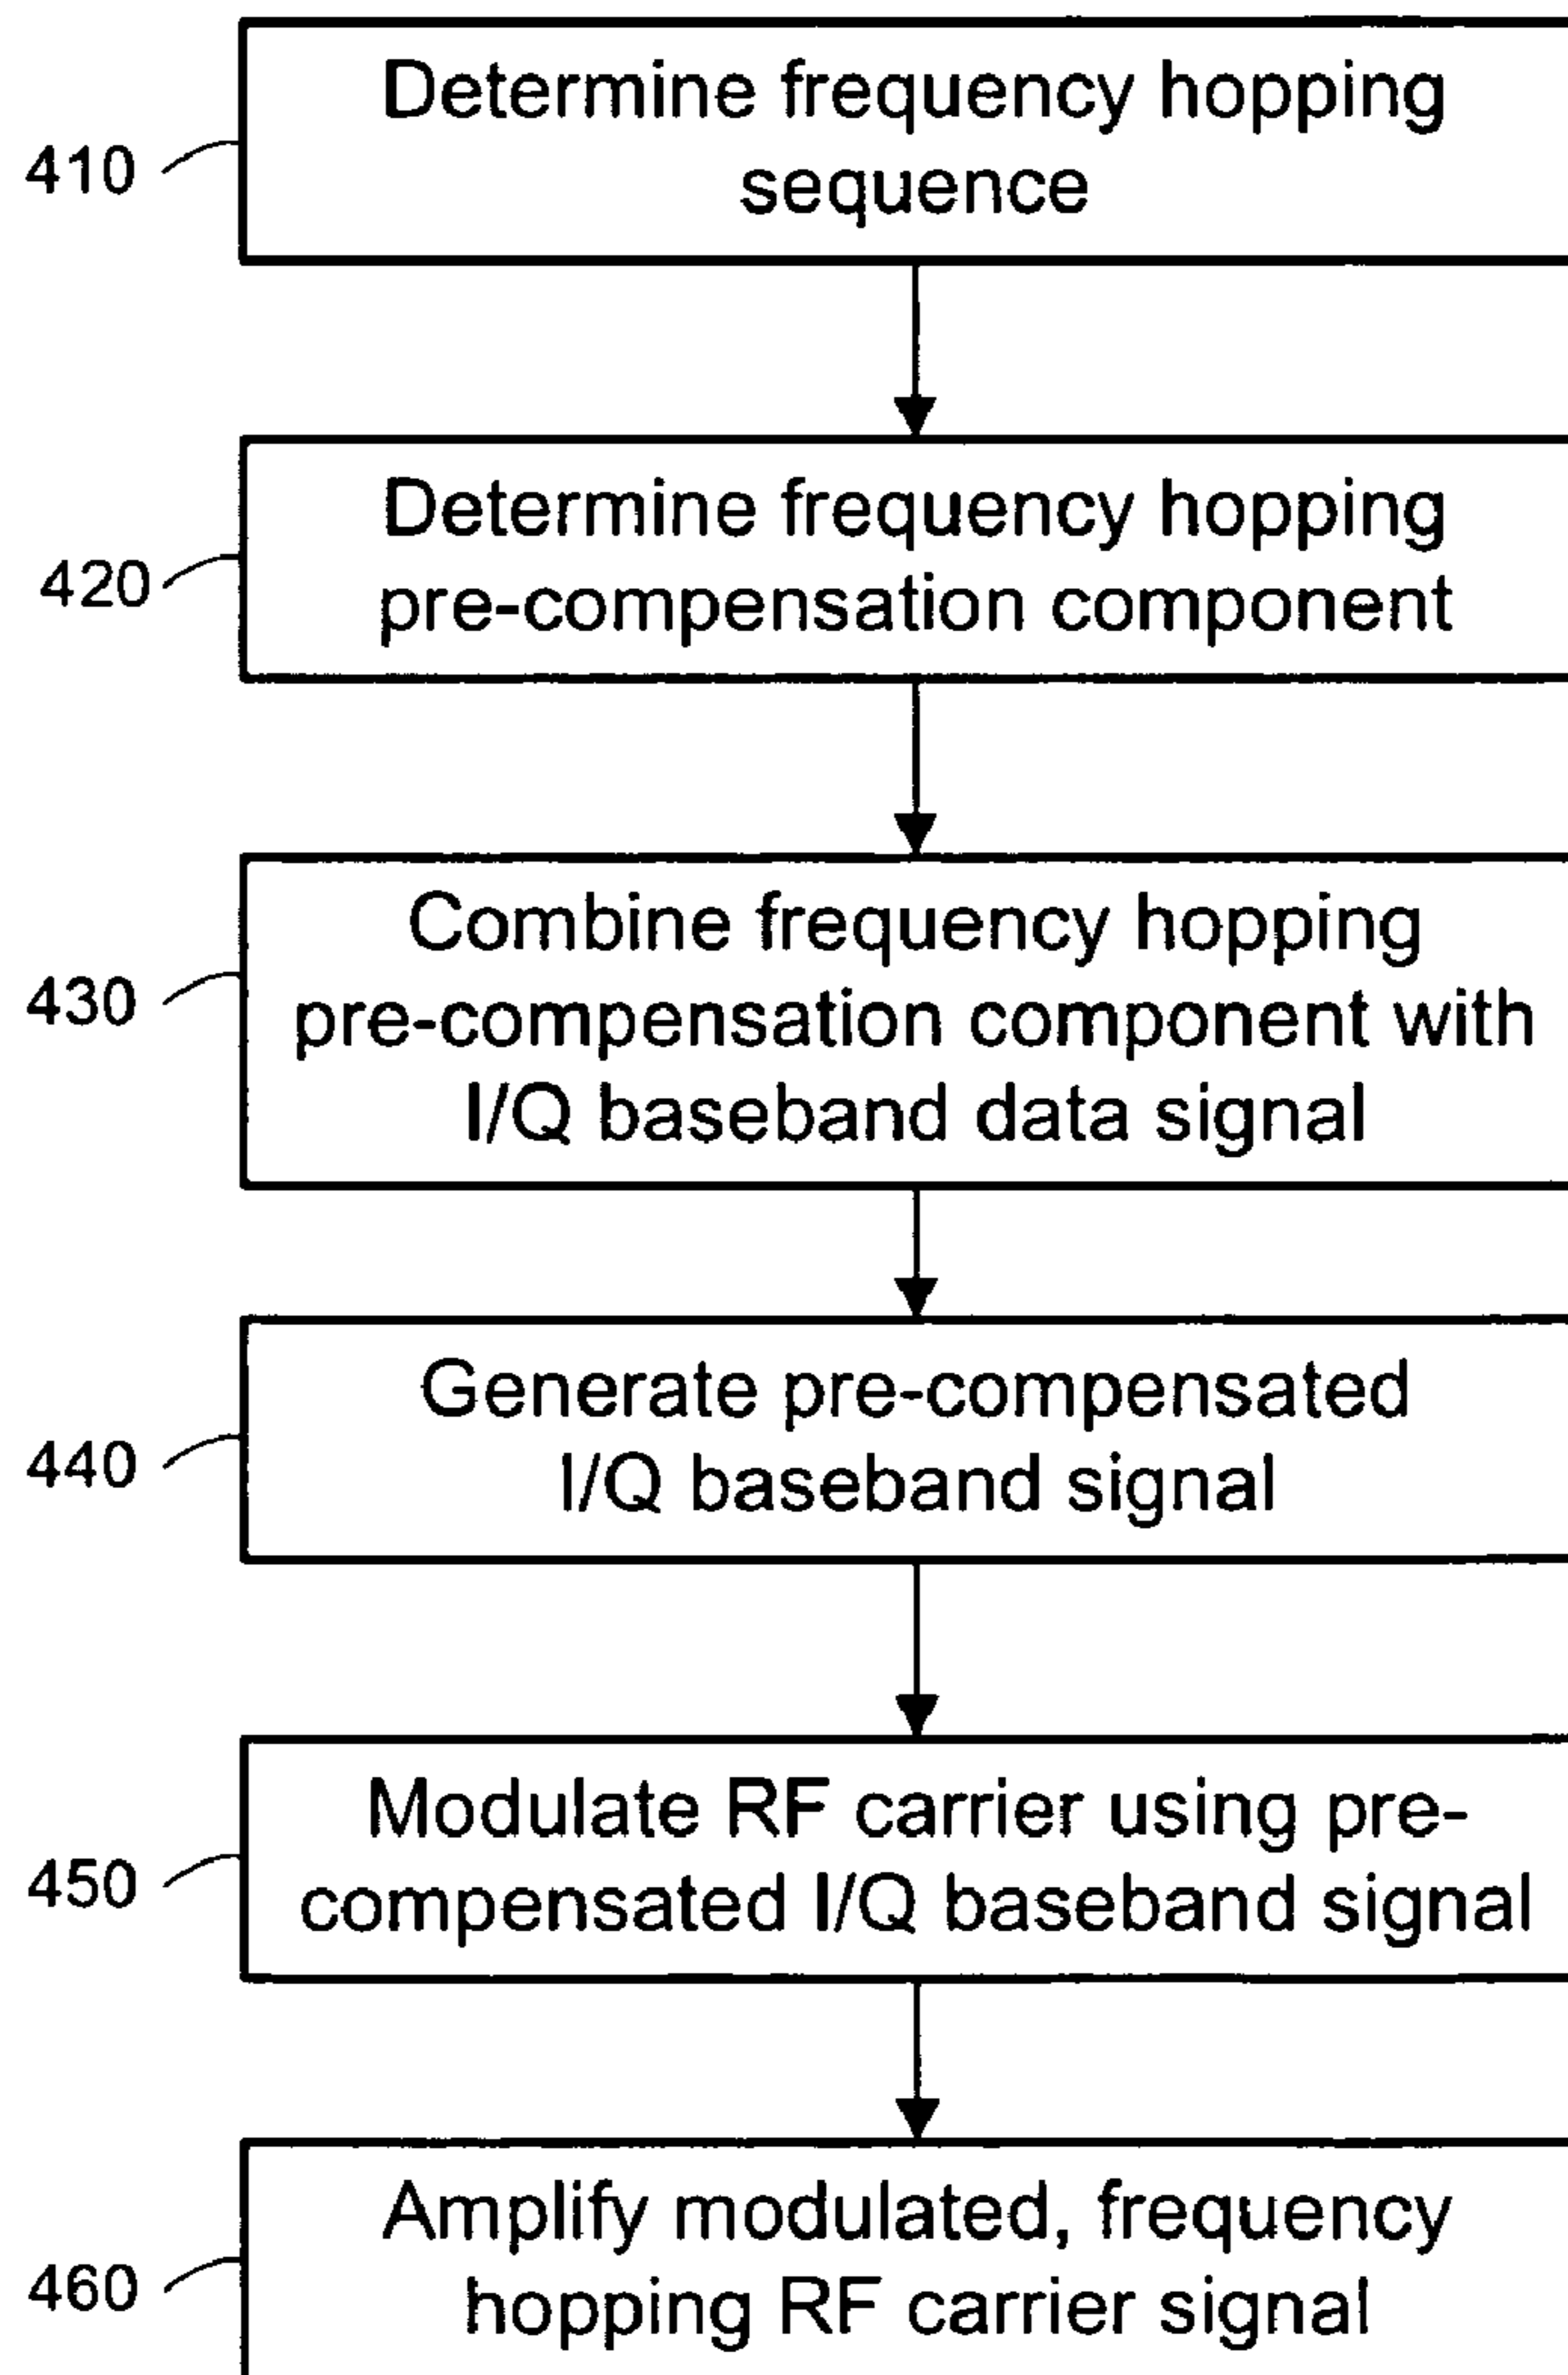 Determine frequency hopping
sequence
410
Determine frequency hopping
pre-compensation component
420
Combine frequency hopping
pre-compensation component with
I/Q baseband data signal
430
Generate pre-compensated
I/Q baseband signal
440
Modulate RF carrier using pre-
compensated I/Q baseband signal
450
Amplify modulated, frequency
hopping RF carrier signal
460